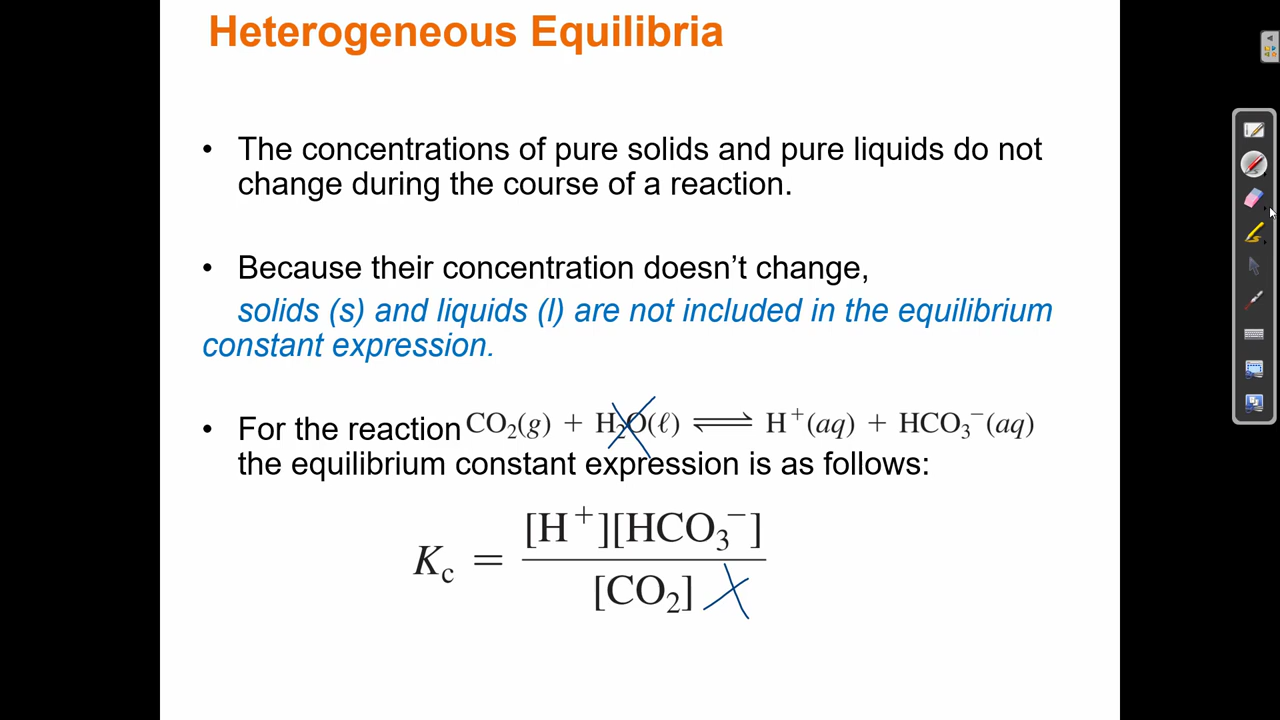 Heterogeneous Equilibria
• The concentrations of pure solids and pure liquids do not
change during the course of a reaction.
• Because their concentration doesn’t change,
solids (s) and liquids (l) are not included in the equilibrium
constant expression.
• For the reaction CO₂(g) + H₂O(ℓ) ⇌ H⁺(aq) + HCO₃⁻(aq)
the equilibrium constant expression is as follows:
[H⁺][HCO₃⁻]
K_c =
[CO₂]